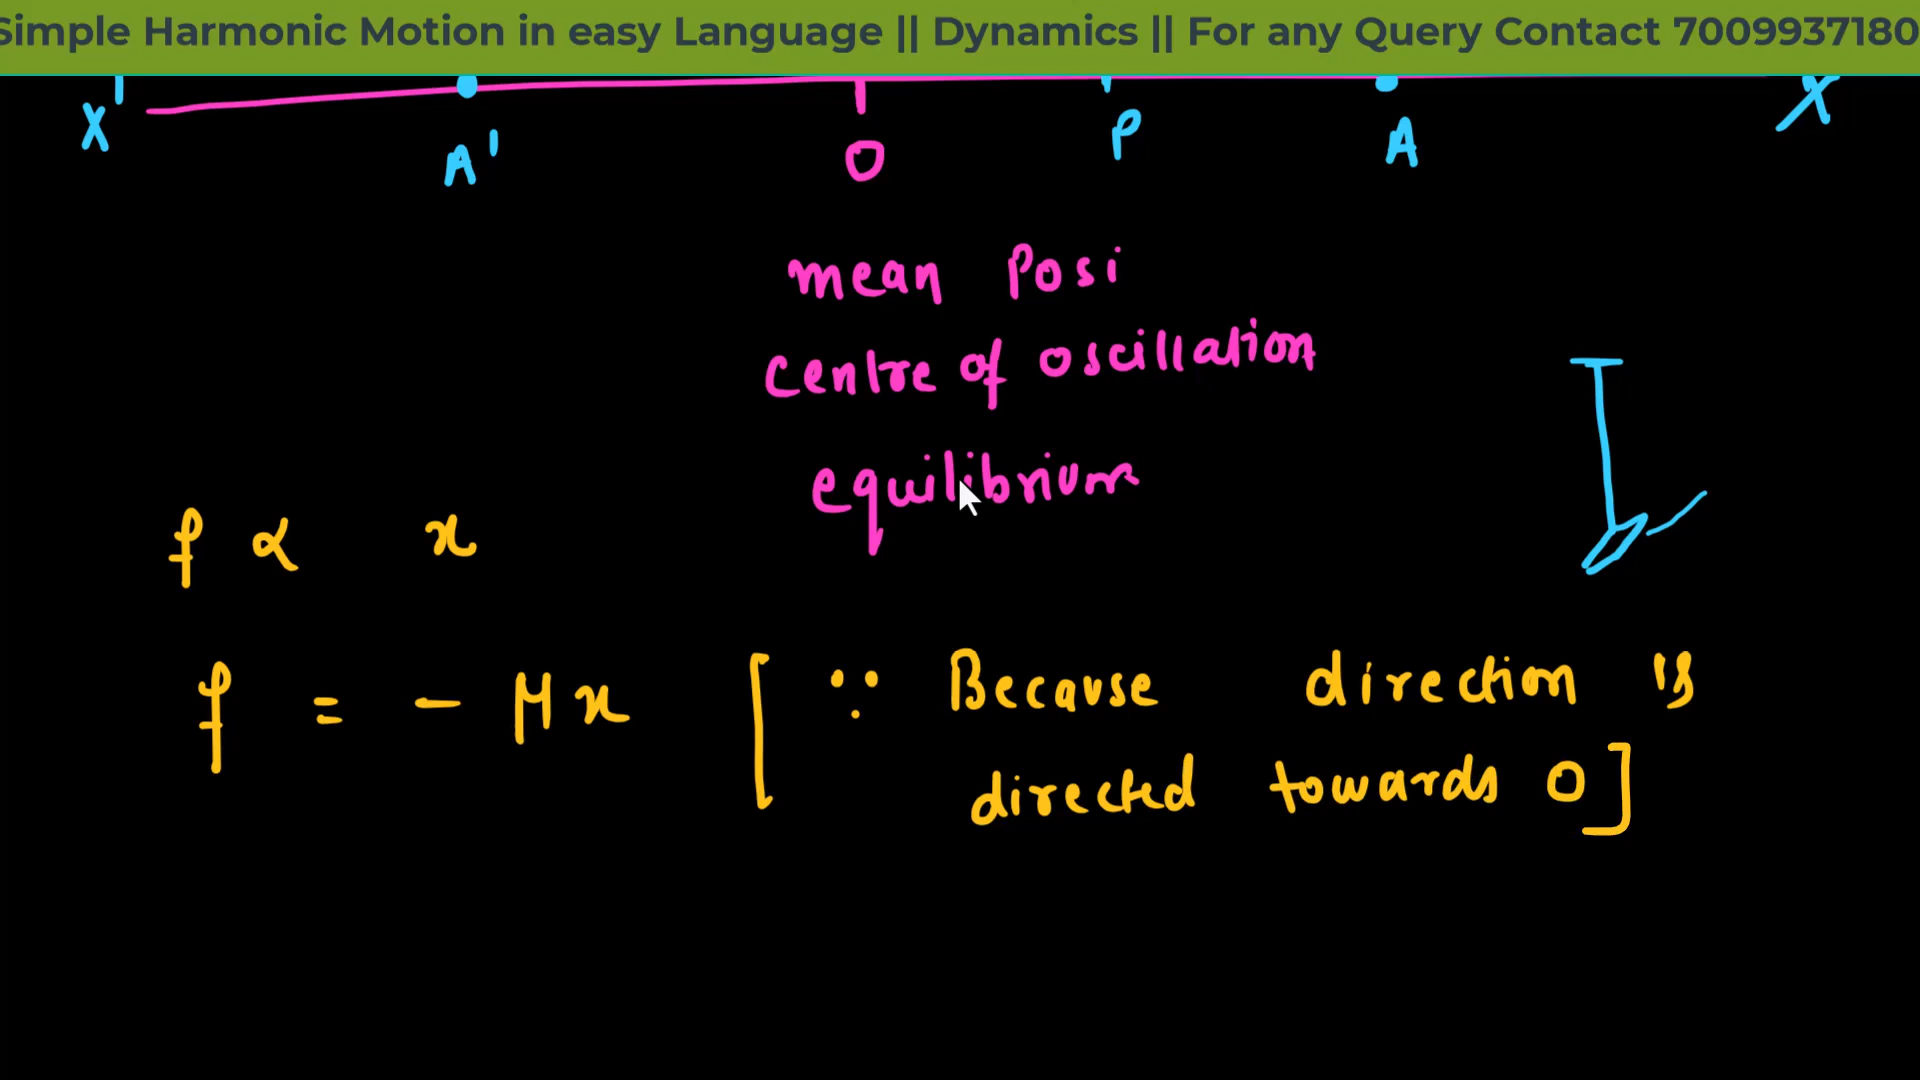 Simple Harmonic Motion in easy Language || Dynamics || For any Query Contact 7009937180
X' A' O P A X
mean Posi
Centre of oscillation
equilibrium
f ∝ x
f = - μx [ ∵ Because direction is
directed towards O ]